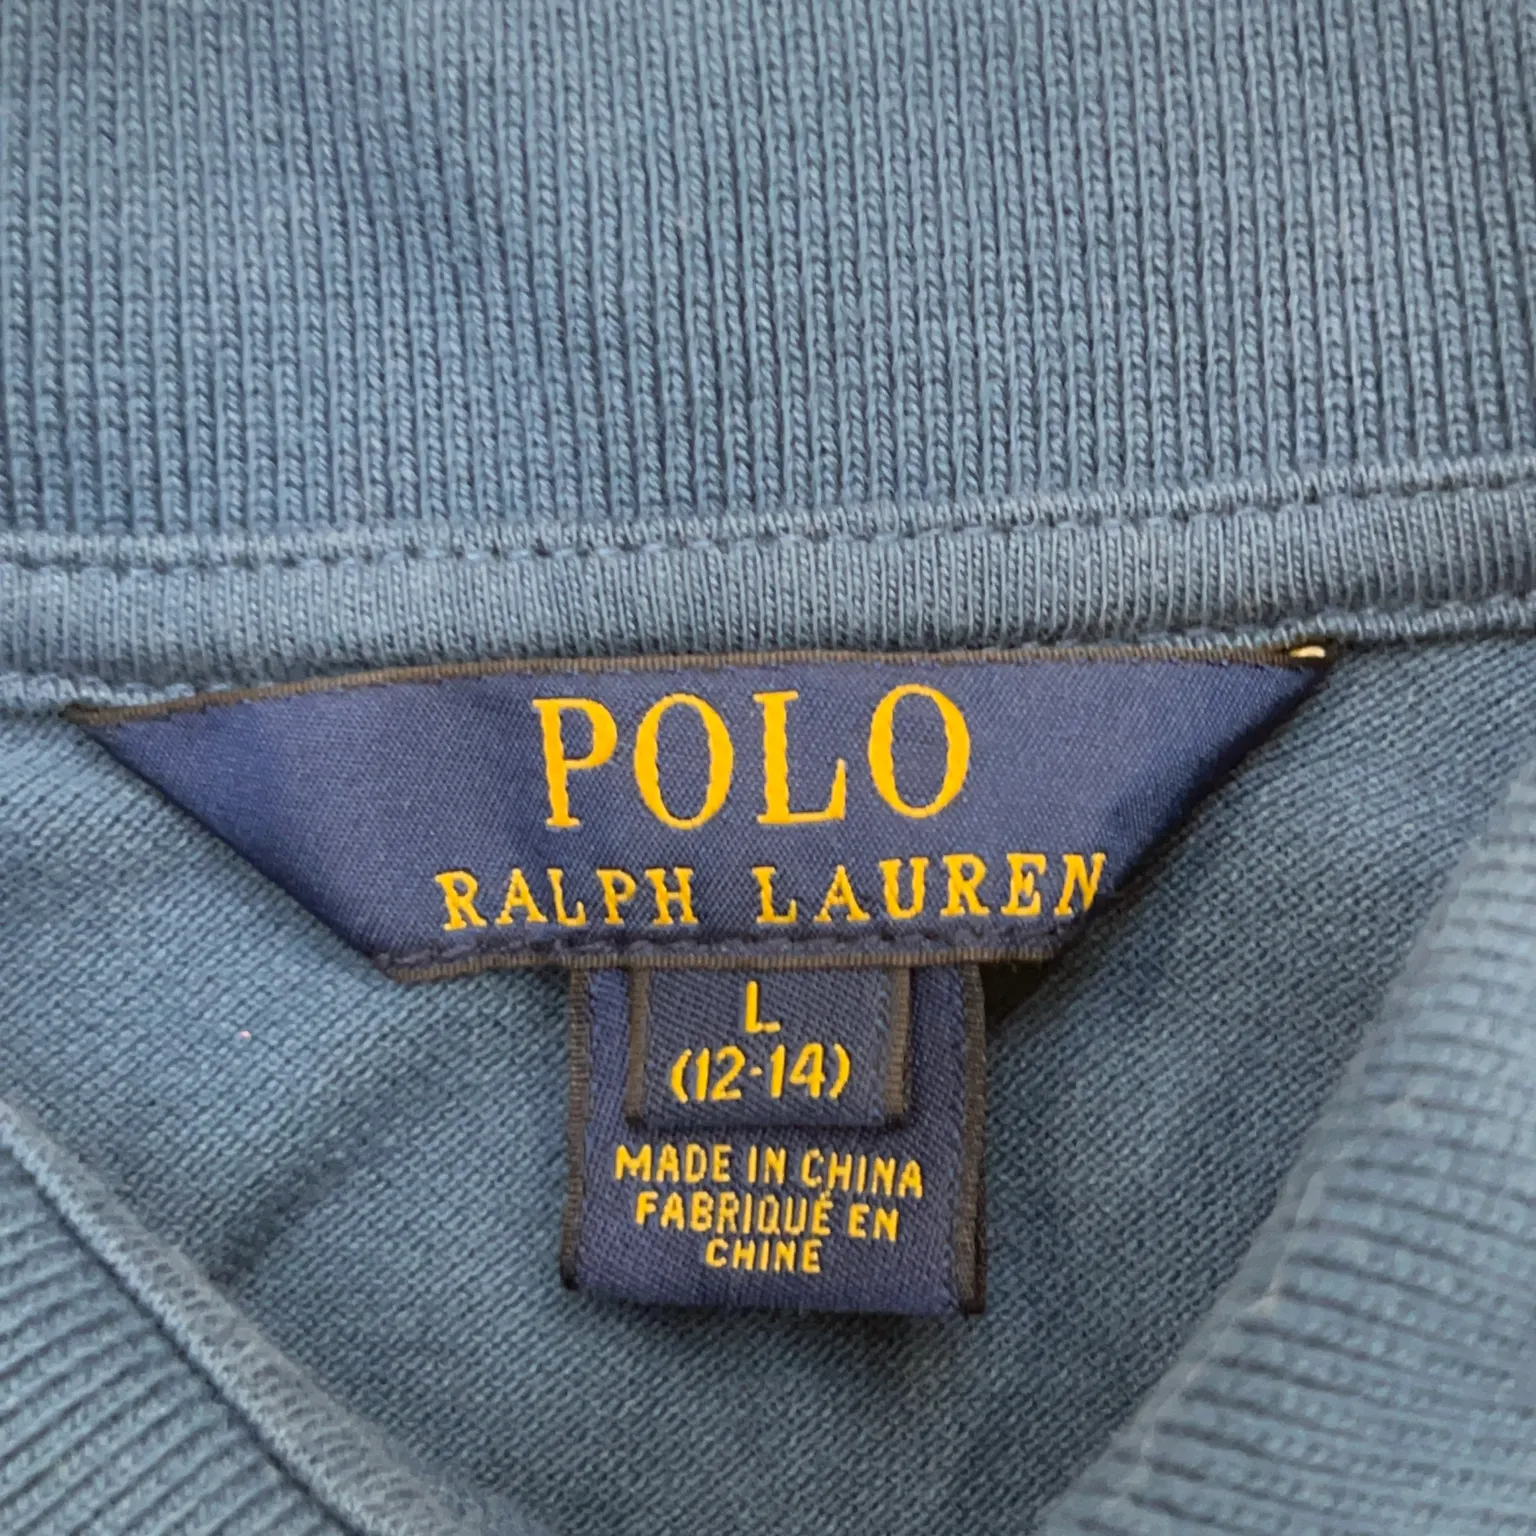 POLO
RALPH LAUREN
L
(12-14)
MADE IN CHINA
FABRIQUÉ EN
CHINE